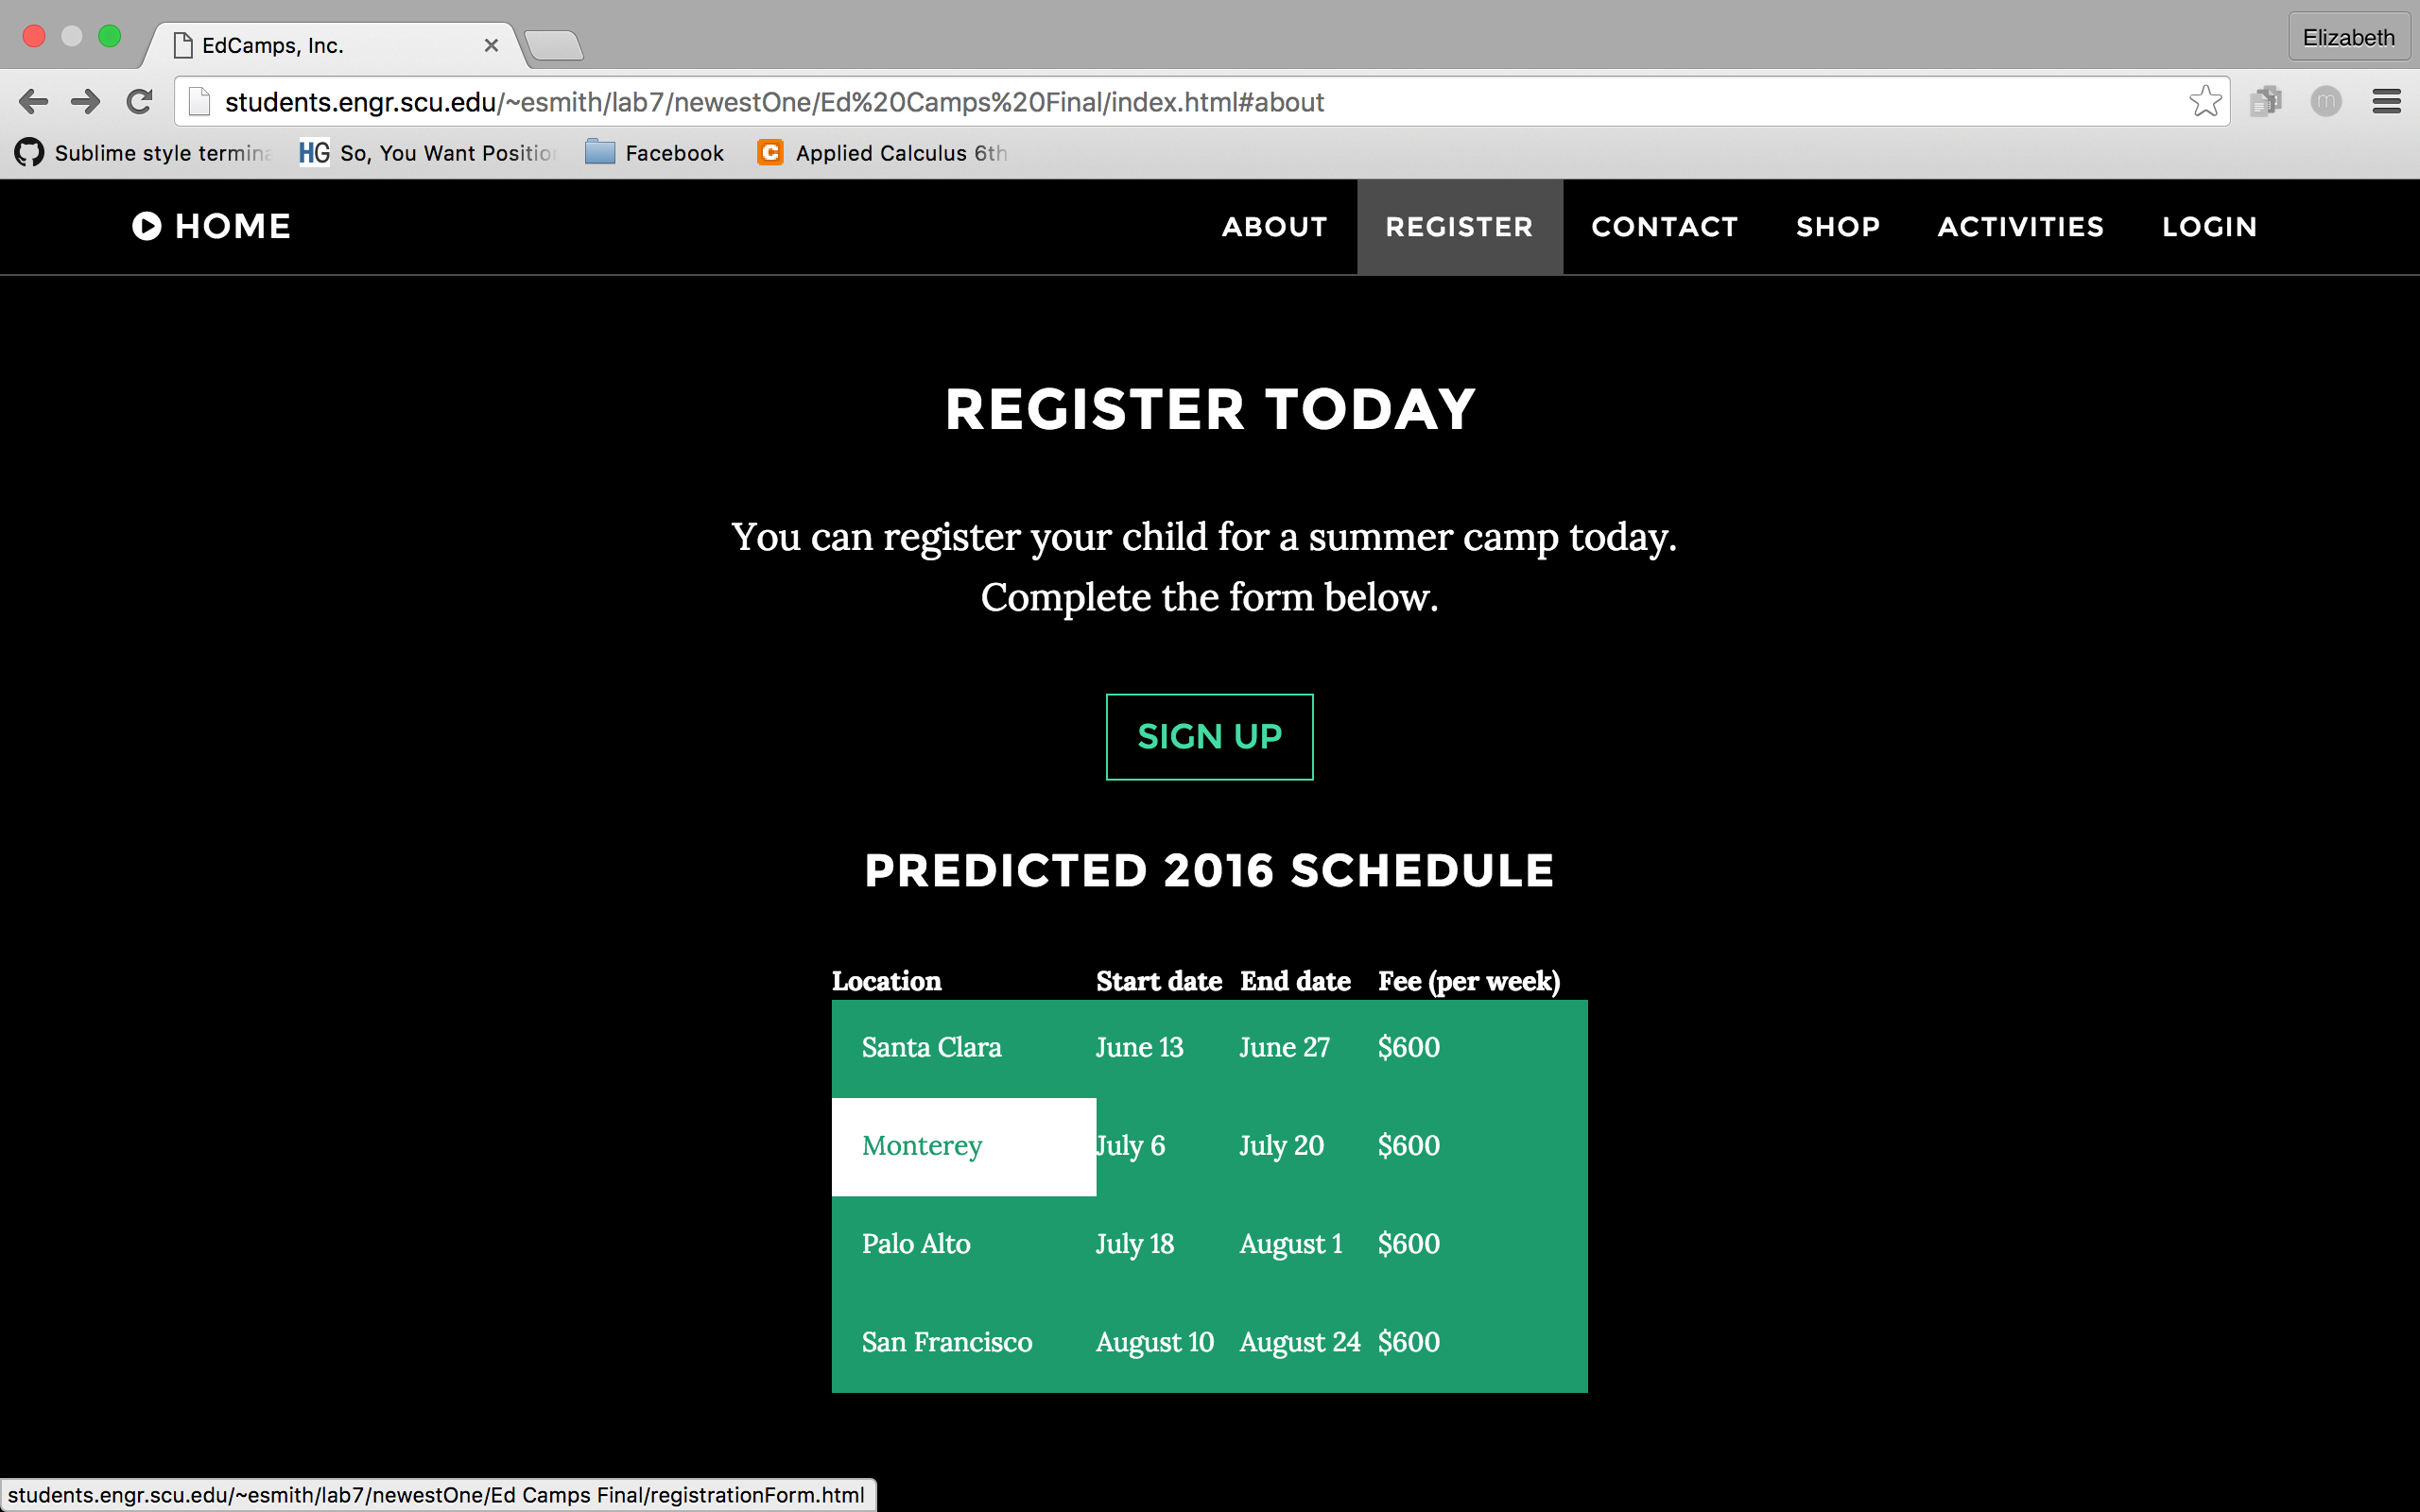 EdCamps, Inc.
Elizabeth
students.engr.scu.edu/~esmith/lab7/newestOne/Ed%20Camps%20Final/index.html#about
m
Sublime style termina
HG So, You Want Positio
Facebook
C Applied Calculus 6th
HOME ABOUT REGISTER CONTACT SHOP ACTIVITIES LOGIN
REGISTER TODAY
You can register your child for a summer camp today.
Complete the form below.
SIGN UP
PREDICTED 2016 SCHEDULE
Location Start date End date Fee (per week)
Santa Clara June 13 June 27 $600
Monterey July 6 July 20 $600
Palo Alto July 18 August 1 $600
San Francisco August 10 August 24 $600
students.engr.scu.edu/~esmith/lab7/newestOne/Ed Camps Final/registrationForm.html